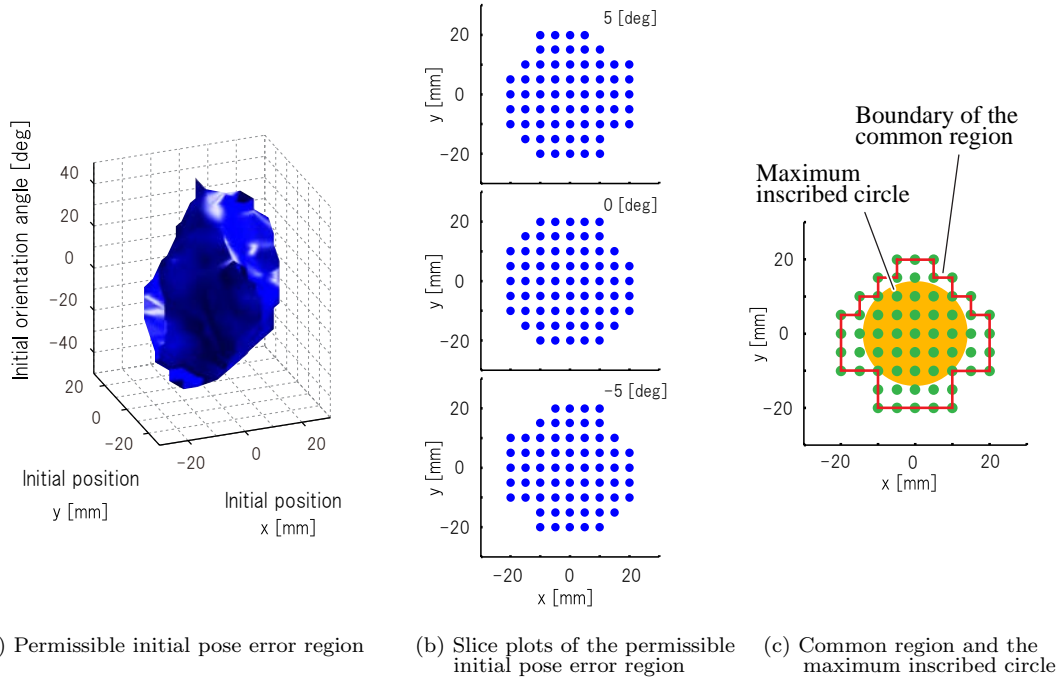 Initial orientation angle [deg]
40
20
0
-20
-40
20
0
-20
-20
0
20
Initial position
y [mm]
Initial position
x [mm]
) Permissible initial pose error region
5 [deg]
20
0
-20
y [mm]
0 [deg]
20
0
-20
y [mm]
-5 [deg]
20
0
-20
y [mm]
-20
0
20
x [mm]
(b) Slice plots of the permissible
initial pose error region
Boundary of the
common region
Maximum
inscribed circle
20
0
-20
y [mm]
-20
0
20
x [mm]
(c) Common region and the
maximum inscribed circle